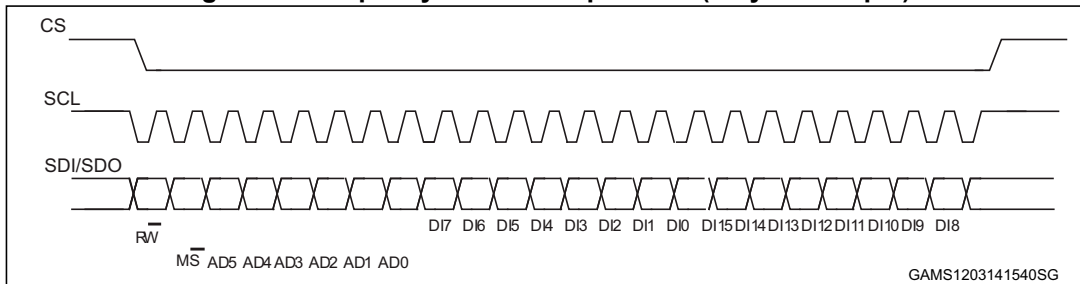 CS
SCL
SDI/SDO
DI7 DI6 DI5 DI4 DI3 DI2 DI1 DI0 DI15 DI14 DI13 DI12 DI11 DI10 DI9 DI8
RW̅
MS̅ AD5 AD4 AD3 AD2 AD1 AD0
GAMS1203141540SG